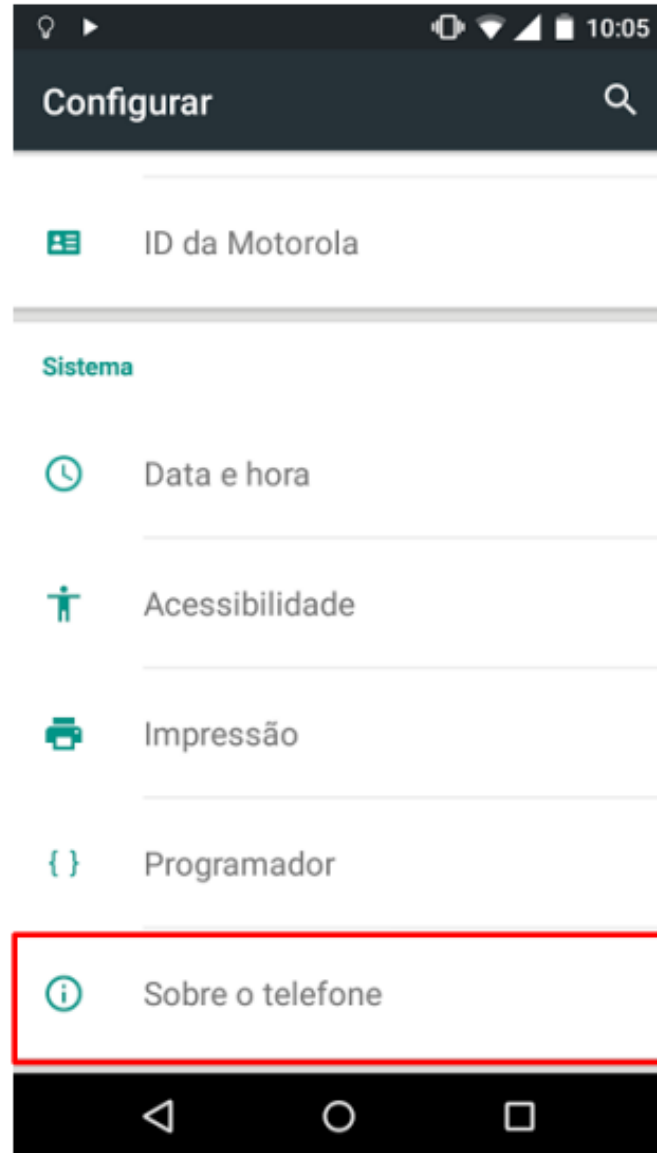 10:05
Configurar
ID da Motorola
Sistema
Data e hora
Acessibilidade
Impressão
{ } Programador
Sobre o telefone